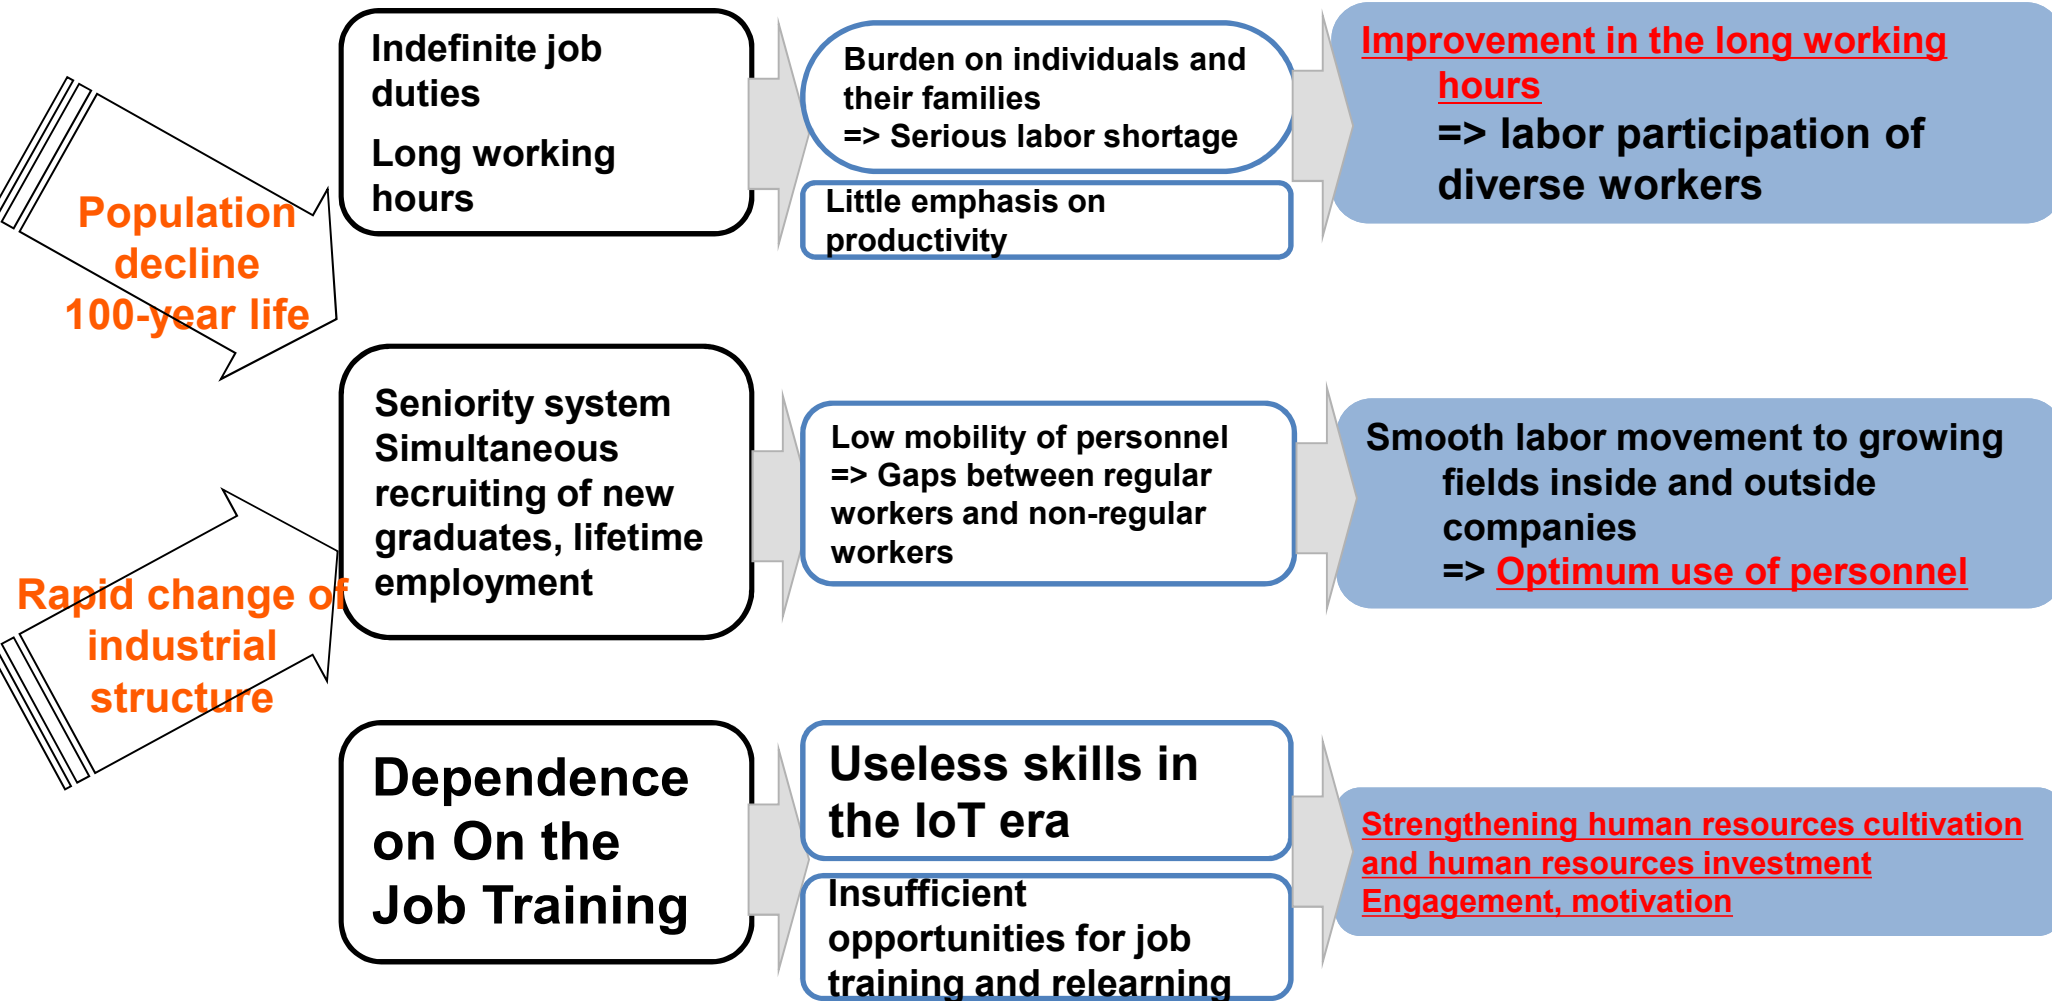 Population
decline
100-year life
Rapid change of
industrial
structure
Indefinite job
duties
Long working
hours
Burden on individuals and
their families
=> Serious labor shortage
Little emphasis on
productivity
Improvement in the long working
hours
=> labor participation of
diverse workers
Seniority system
Simultaneous
recruiting of new
graduates, lifetime
employment
Low mobility of personnel
=> Gaps between regular
workers and non-regular
workers
Smooth labor movement to growing
fields inside and outside
companies
=> Optimum use of personnel
Dependence
on On the
Job Training
Useless skills in
the IoT era
Insufficient
opportunities for job
training and relearning
Strengthening human resources cultivation
and human resources investment
Engagement, motivation